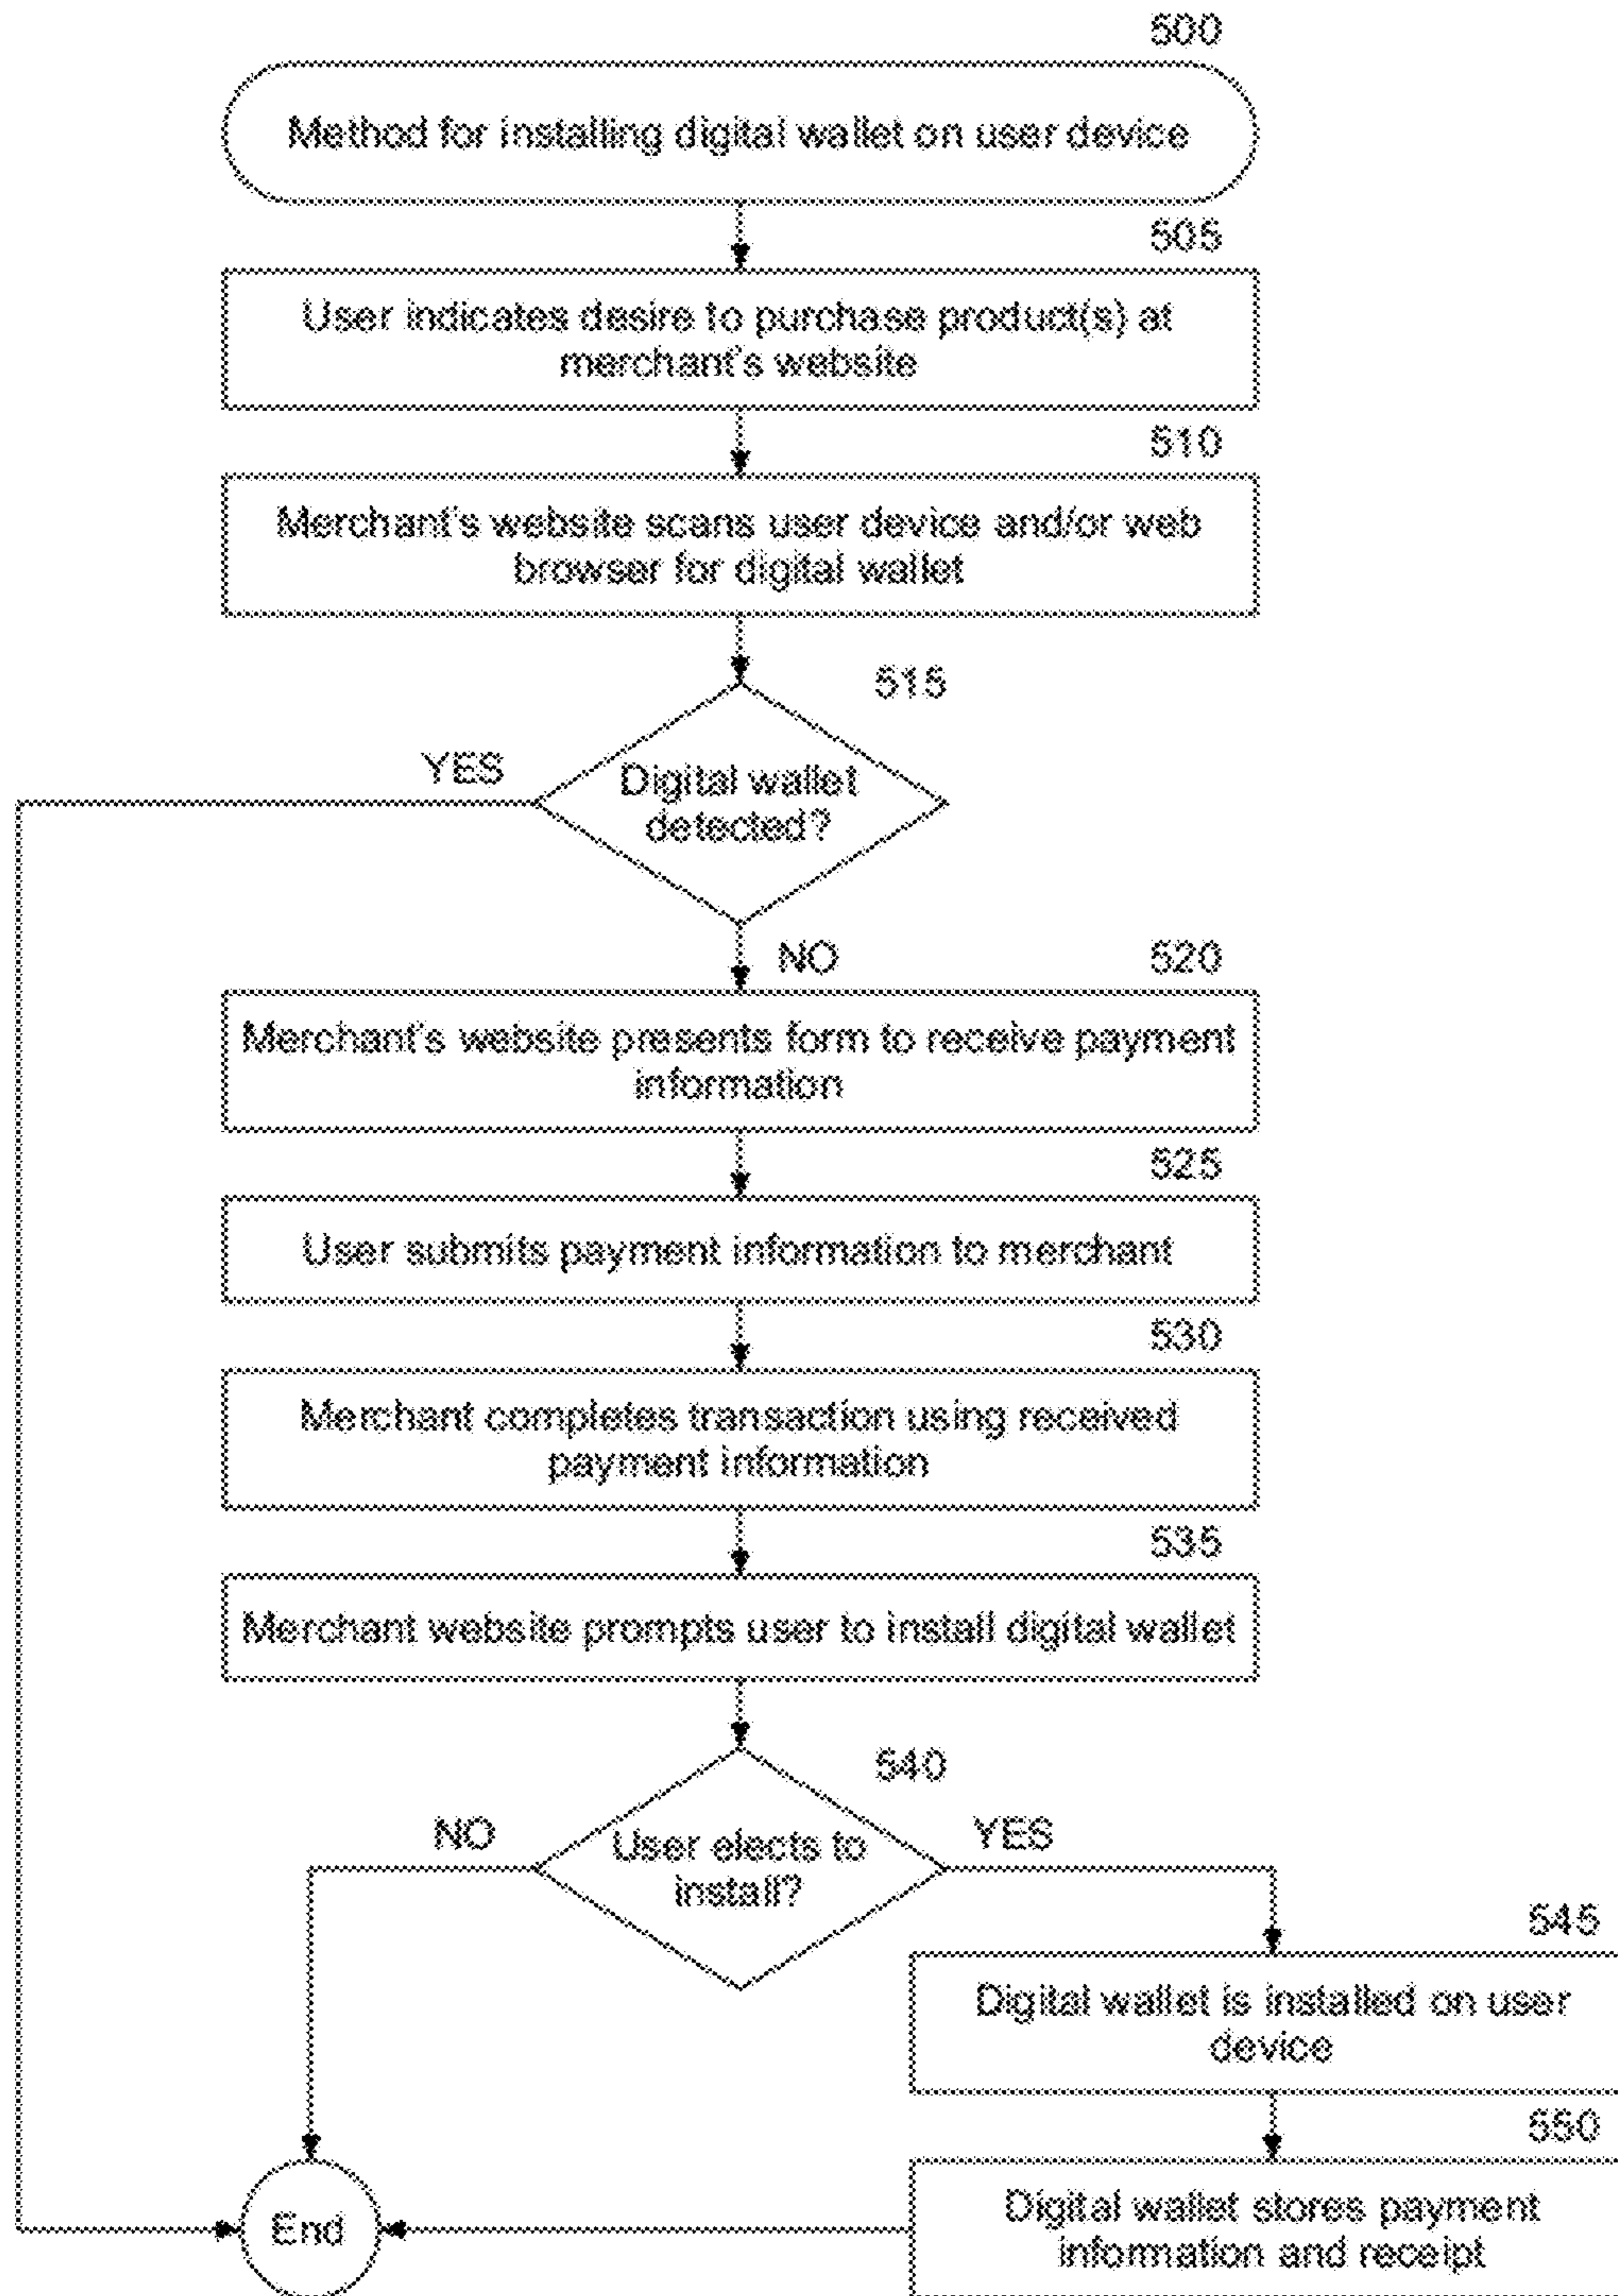 500
Method for installing digital wallet on user device
505
User indicates desire to purchase product(s) at
merchant's website
510
Merchant's website scans user device and/or web
browser for digital wallet
515
YES
Digital wallet
detected?
NO
520
Merchant's website presents form to receive payment
information
525
User submits payment information to merchant
530
Merchant completes transaction using received
payment information
535
Merchant website prompts user to install digital wallet
540
NO
User elects to
install?
YES
545
Digital wallet is installed on user
device
550
Digital wallet stores payment
information and receipt
End